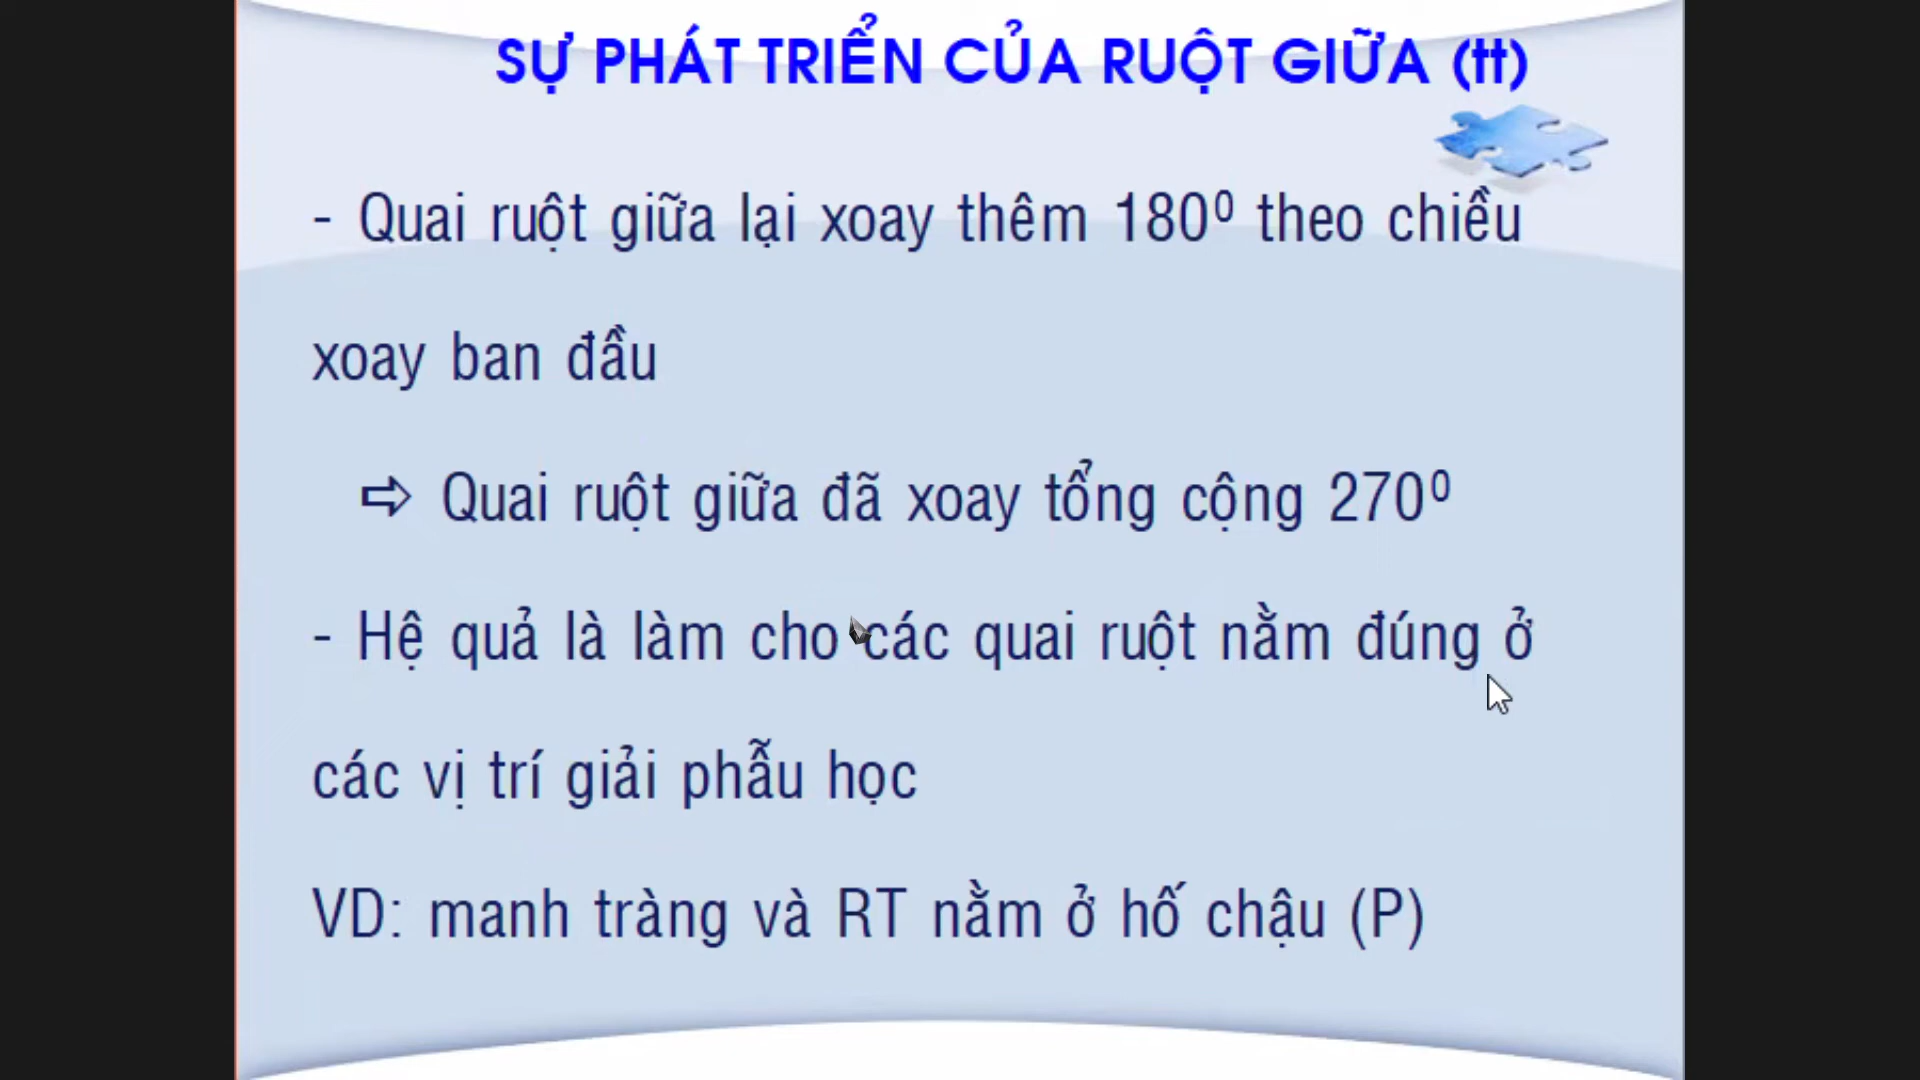 SỰ PHÁT TRIỂN CỦA RUỘT GIỮA (tt)
- Quai ruột giữa lại xoay thêm 180⁰ theo chiều
xoay ban đầu
⇨ Quai ruột giữa đã xoay tổng cộng 270⁰
- Hệ quả là làm cho các quai ruột nằm đúng ở
các vị trí giải phẫu học
VD: manh tràng và RT nằm ở hố chậu (P)